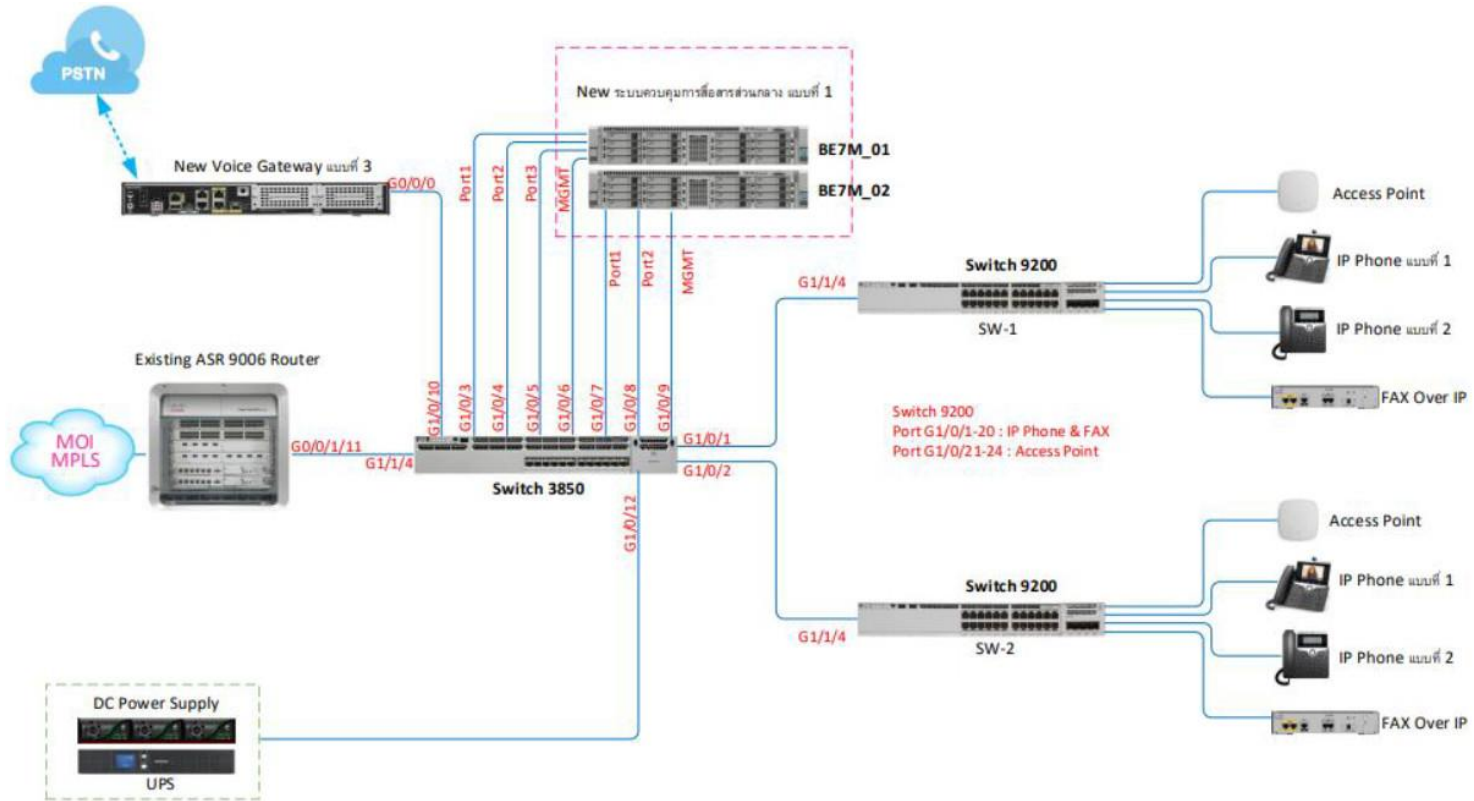 PSTN
New ระบบควบคุมการสื่อสารส่วนกลาง แบบที่ 1
BE7M_01
BE7M_02
New Voice Gateway แบบที่ 3
G0/0/0
Port1
Port2
Port3
MGMT
Port1
Port2
MGMT
Existing ASR 9006 Router
MOI
MPLS
G0/0/1/11
G1/1/4
G1/0/10
G1/0/3
G1/0/4
G1/0/5
G1/0/6
G1/0/7
G1/0/8
G1/0/9
G1/0/1
G1/0/2
Switch 3850
G1/0/12
DC Power Supply
UPS
G1/1/4
Switch 9200
SW-1
Access Point
IP Phone แบบที่ 1
IP Phone แบบที่ 2
FAX Over IP
Switch 9200
Port G1/0/1-20 : IP Phone & FAX
Port G1/0/21-24 : Access Point
G1/1/4
Switch 9200
SW-2
Access Point
IP Phone แบบที่ 1
IP Phone แบบที่ 2
FAX Over IP